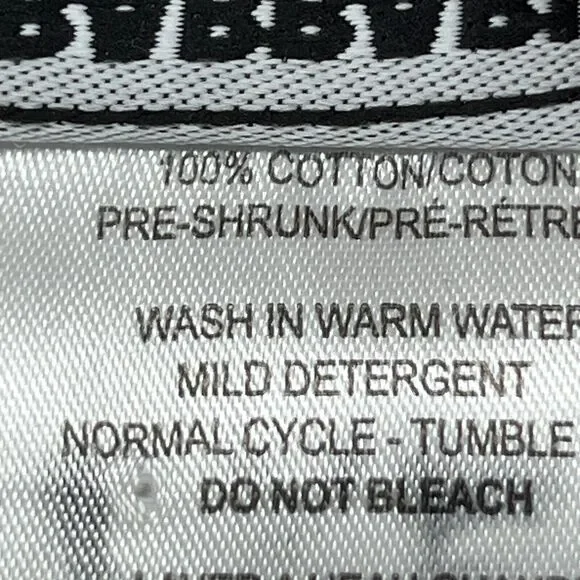 100% COTTON/COTON
PRE-SHRUNK/PRÉ-RÉTRE
WASH IN WARM WATER
MILD DETERGENT
NORMAL CYCLE - TUMBLE
DO NOT BLEACH